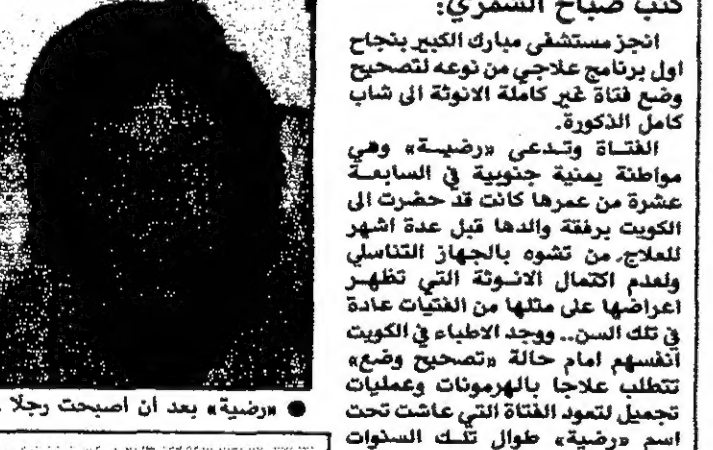 كتب صباح الشمري:
انجز مستشفى مبارك الكبير بنجاح
اول برنامج علاجي من نوعه لتصحيح
وضع فتاة غير كاملة الانوثة الى شاب
كامل الذكورة.
الفتاة وتدعى «رضية» وهي
مواطنة يمنية جنوبية في السابعة
عشرة من عمرها كانت قد حضرت الى
الكويت برفقة والدها قبل عدة اشهر
للعلاج من تشوه بالجهاز التناسلي
ولعدم اكتمال الانوثة التي تظهر
اعراضها على مثلها من الفتيات عادة
في تلك السن.. ووجد الاطباء في الكويت
انفسهم امام حالة «تصحيح وضع»
تتطلب علاجا بالهرمونات وعمليات
تجميل لتعود الفتاة التي عاشت تحت
اسم «رضية» طوال تلك السنوات
● «رضية» بعد أن اصبحت رجلا .